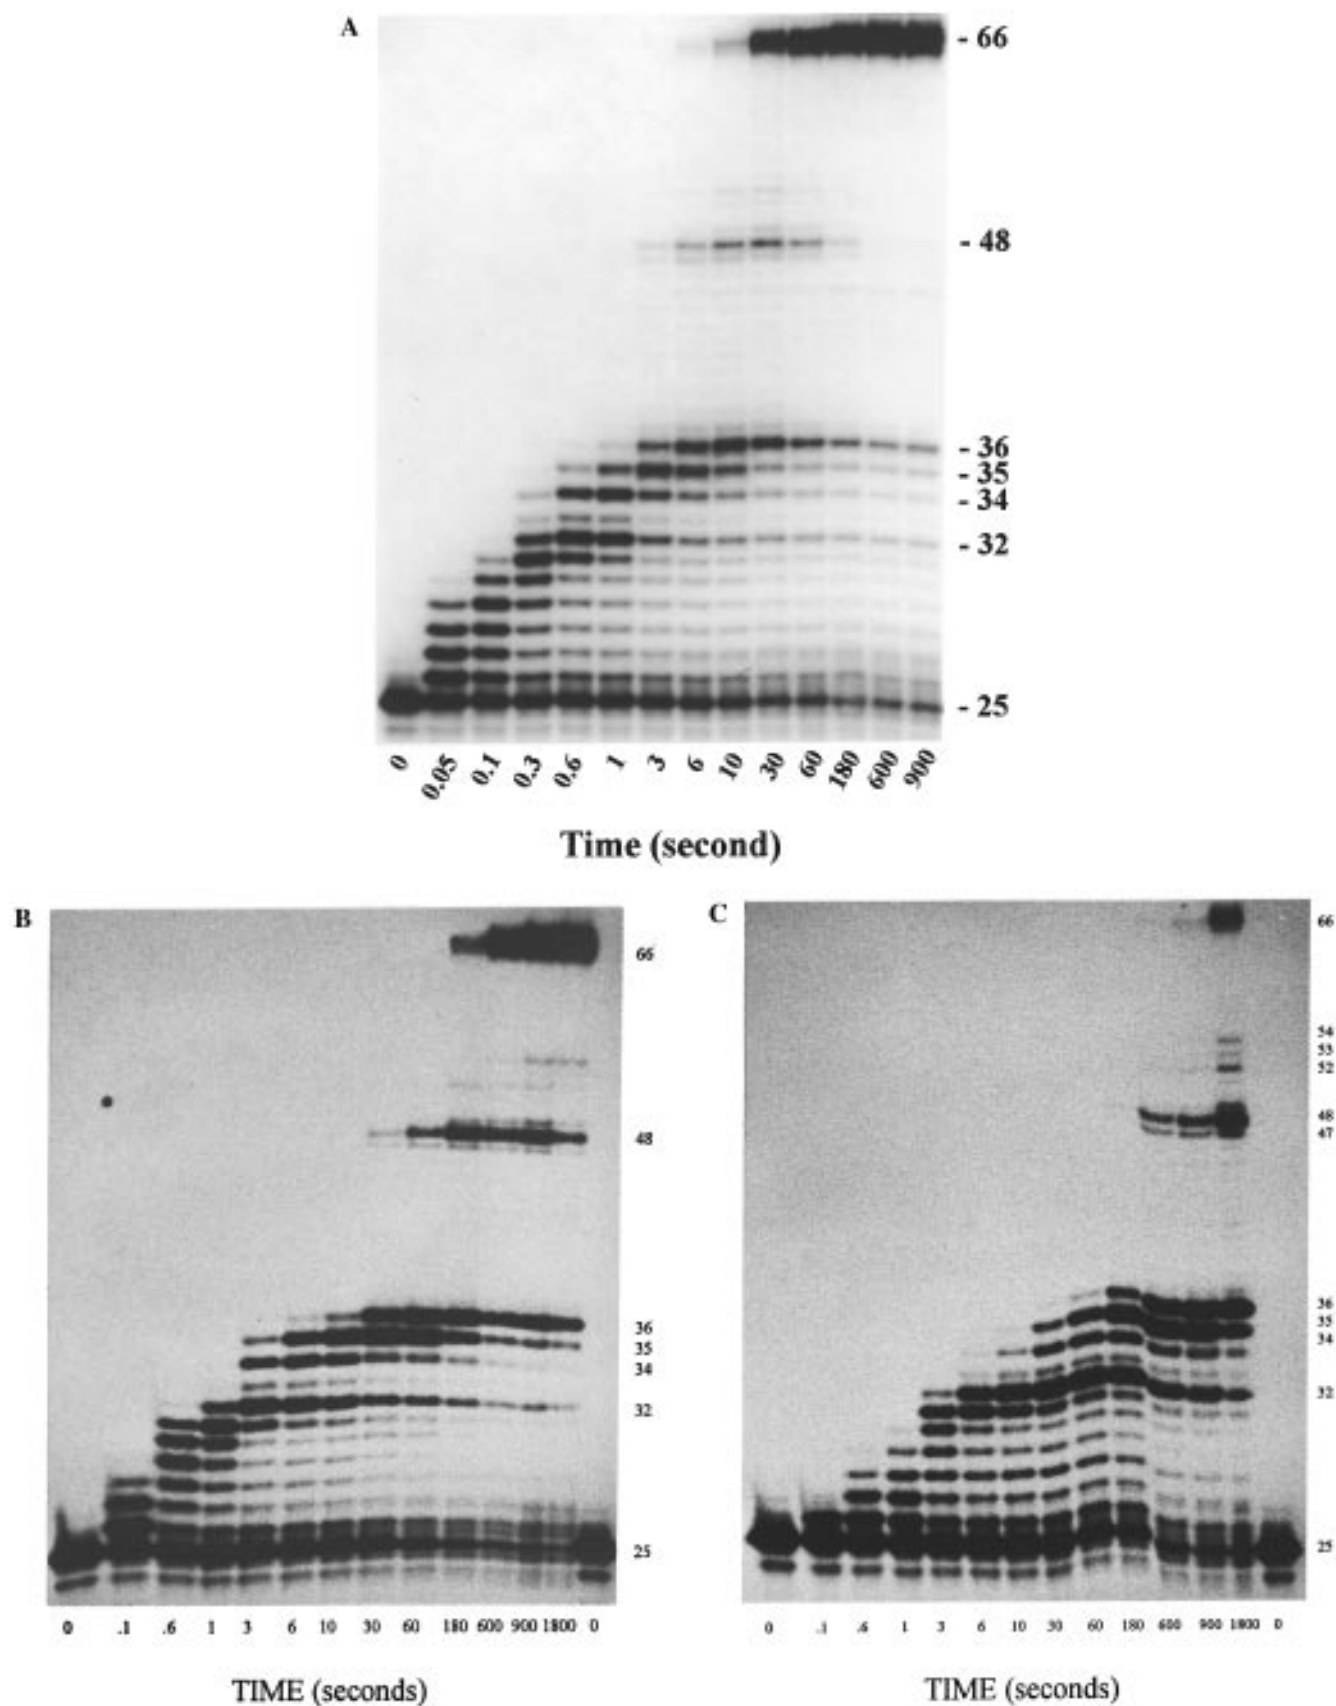 A
- 66
- 48
- 36
- 35
- 34
- 32
- 25
0 0.05 0.1 0.3 0.6 1 3 6 10 30 60 180 600 900
Time (second)
B
66
48
36
35
34
32
25
0 .1 .6 1 3 6 10 30 60 180 600 900 1800 0
TIME (seconds)
C
66
54
53
52
48
47
36
35
34
32
25
0 .1 .6 1 3 6 10 30 60 180 600 900 1800 0
TIME (seconds)